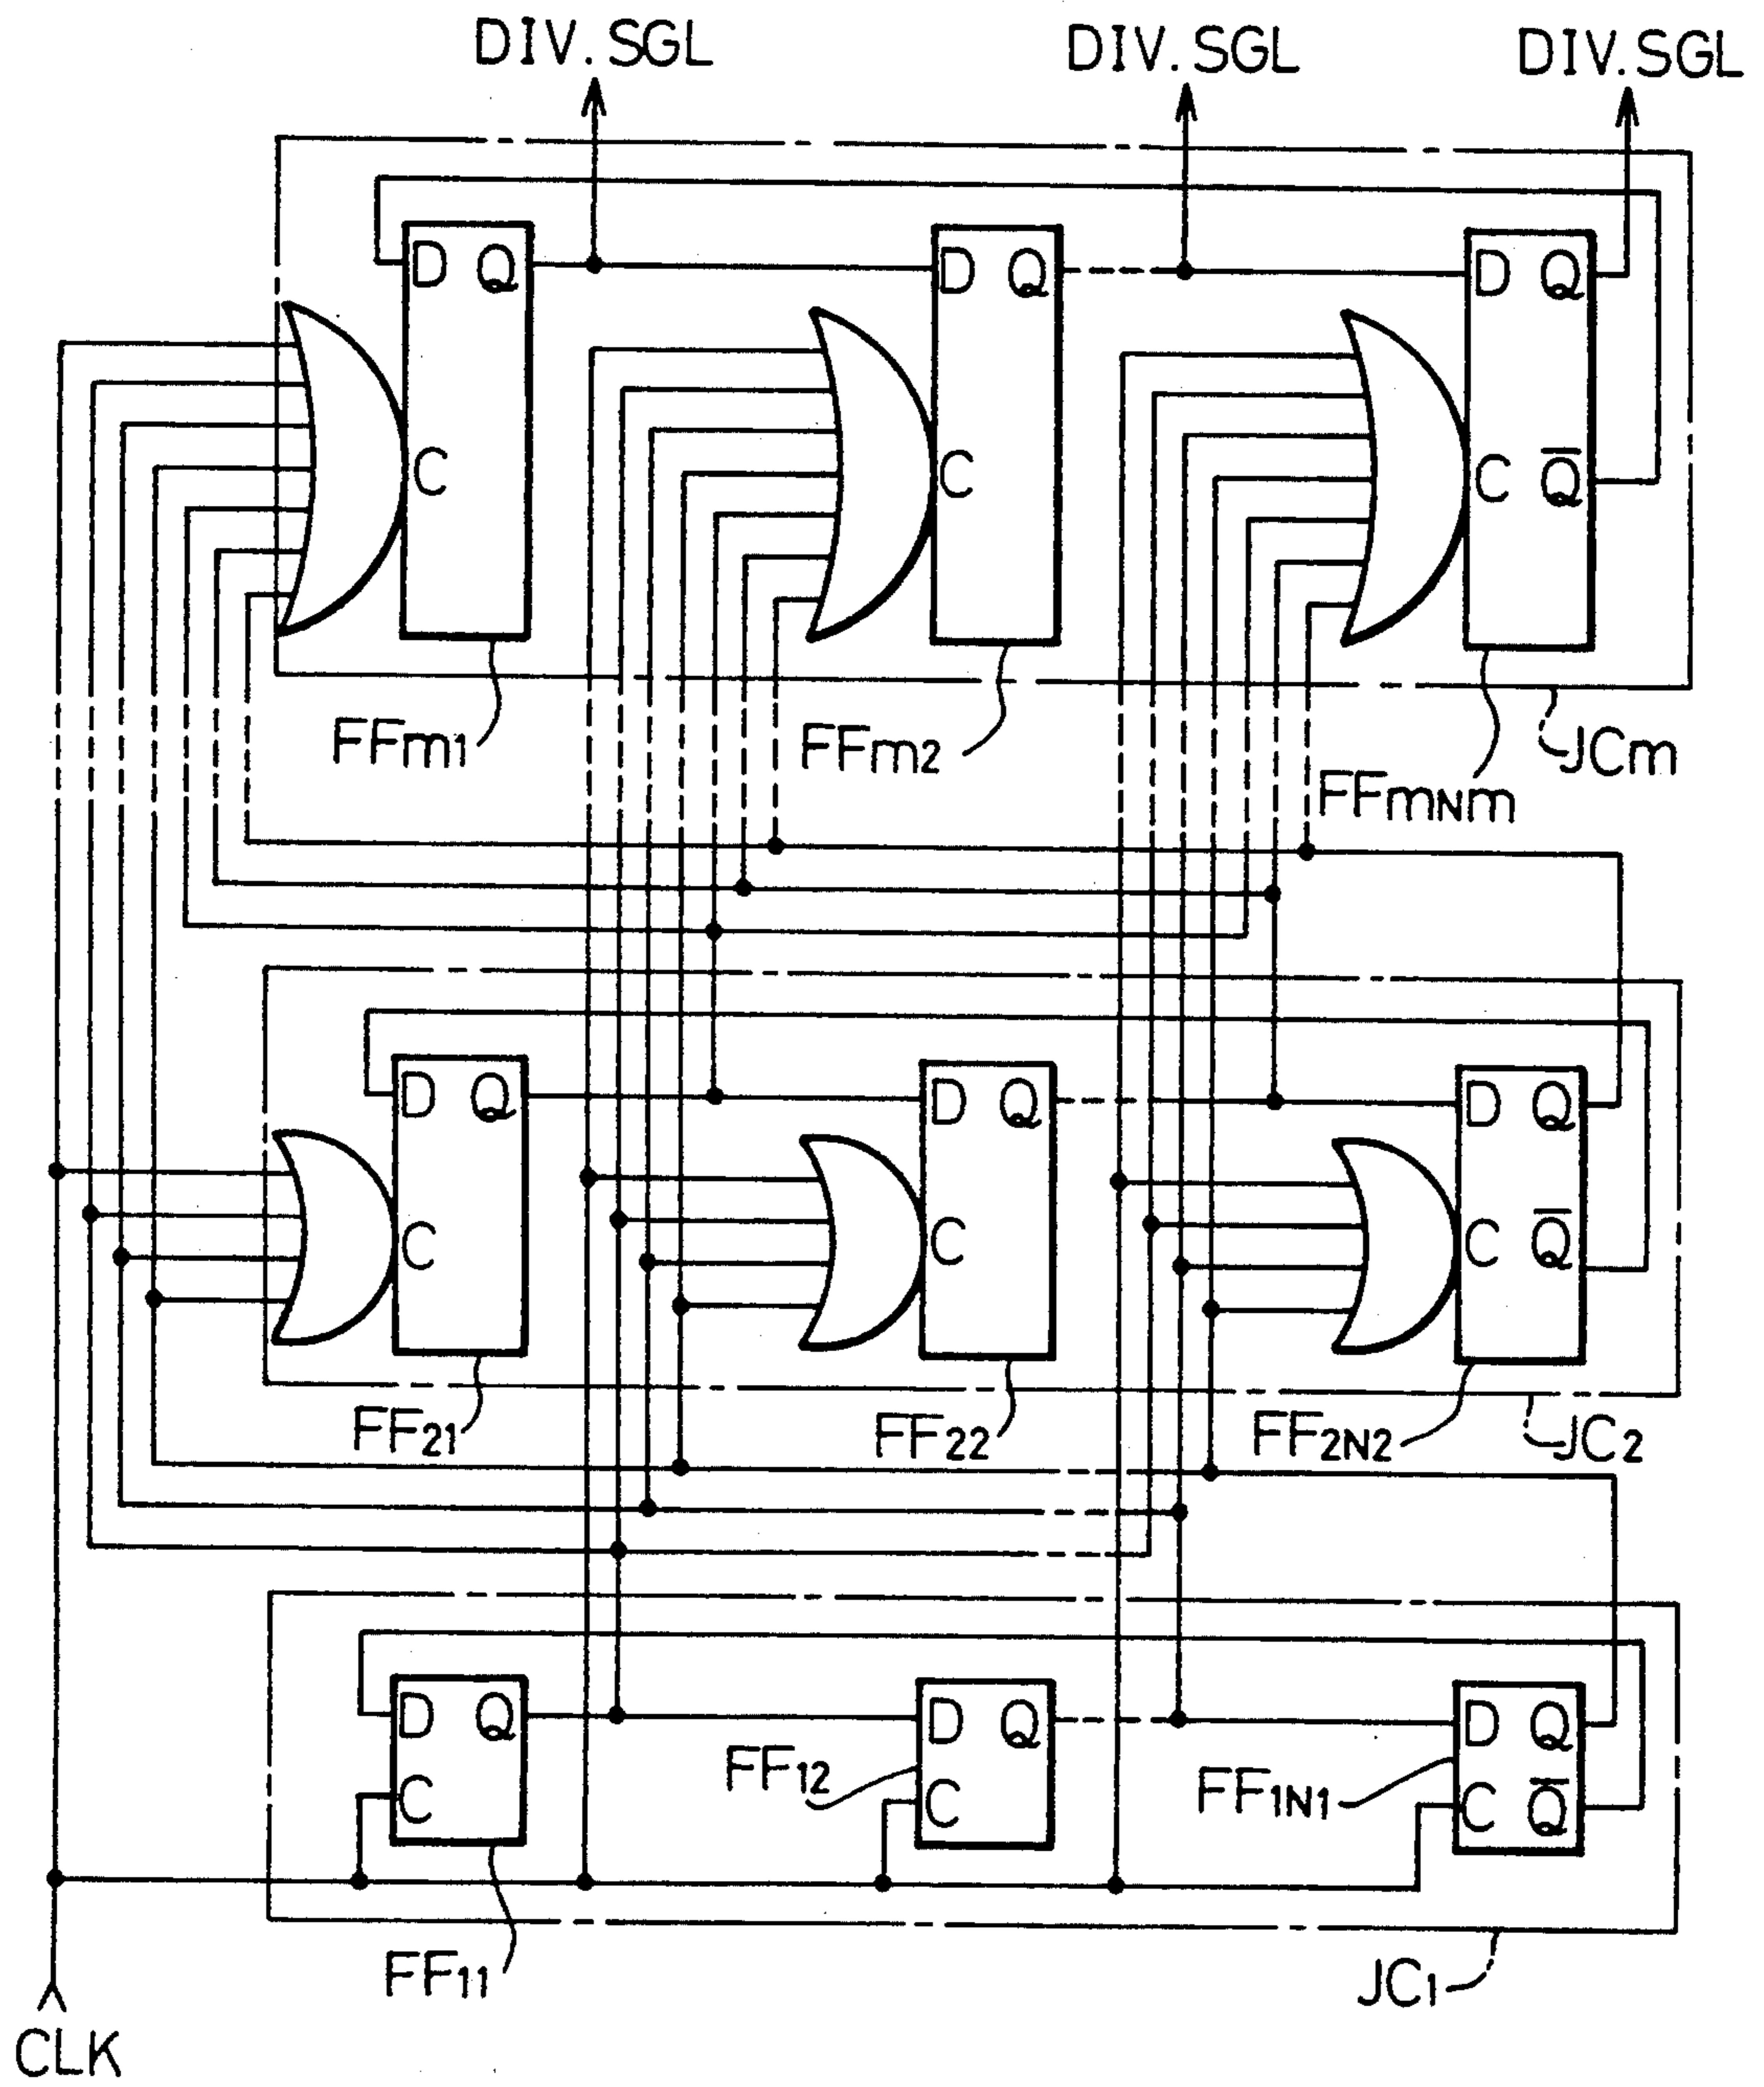 DIV.SGL DIV.SGL DIV.SGL
D Q D Q D Q
C C C Q̅
FFm1 FFm2 FFmNm JCm
D Q D Q D Q
C C C Q̅
FF21 FF22 FF2N2 JC2
D Q D Q D Q
FF12 FF1N1
C C C Q̅
FF11 JC1
CLK